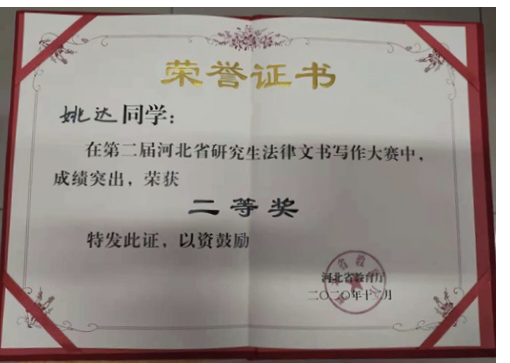 荣誉证书
姚达同学：
在第二届河北省研究生法律文书写作大赛中，
成绩突出，荣获
二等奖
特发此证，以资鼓励
河北省教育厅
二〇二〇年十二月